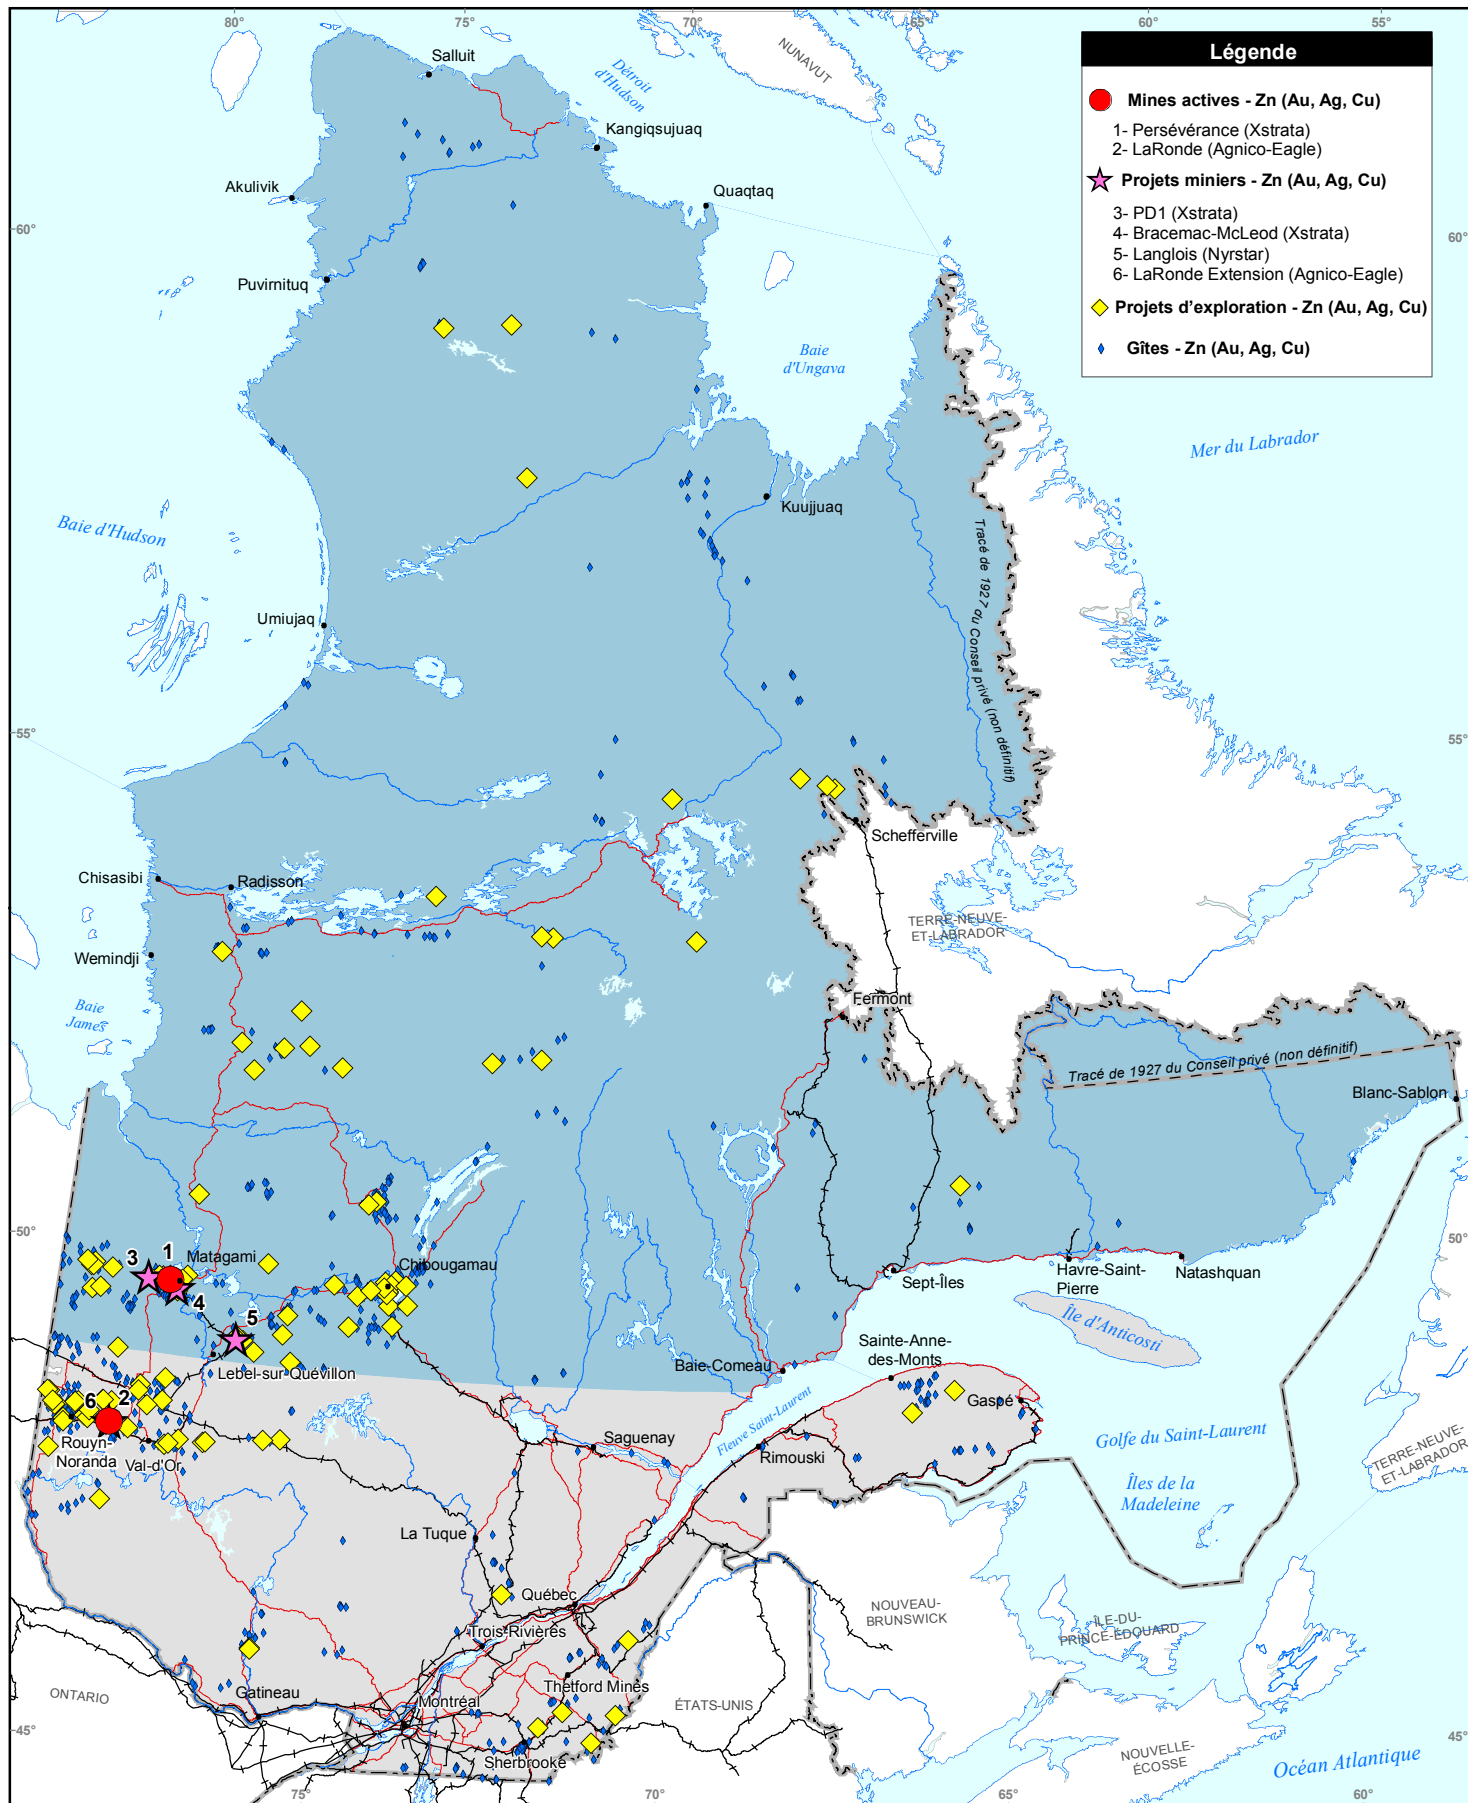 80°
75°
70°
65°
60°
55°
Légende
Mines actives - Zn (Au, Ag, Cu)
1- Persévérance (Xstrata)
2- LaRonde (Agnico-Eagle)
Projets miniers - Zn (Au, Ag, Cu)
3- PD1 (Xstrata)
4- Bracemac-McLeod (Xstrata)
5- Langlois (Nyrstar)
6- LaRonde Extension (Agnico-Eagle)
Projets d'exploration - Zn (Au, Ag, Cu)
Gîtes - Zn (Au, Ag, Cu)
NUNAVUT
Salluit
Détroit
d'Hudson
Kangiqsujuaq
Akulivik
Quaqtaq
60°
60°
Puvirnituq
Baie
d'Ungava
Mer du Labrador
Kuujjuaq
Baie d'Hudson
Tracé de 1927 du Conseil privé (non définitif)
Umiujaq
55°
55°
Schefferville
Chisasibi
Radisson
TERRE-NEUVE-
ET-LABRADOR
Wemindji
Fermont
Baie
James
Tracé de 1927 du Conseil privé (non définitif)
Blanc-Sablon
50°
50°
3
1
Matagami
Chibougamau
4
5
Sept-Îles
Havre-Saint-
Pierre
Natashquan
Île d'Anticosti
Sainte-Anne-
des-Monts
Baie-Comeau
Lebel-sur-Quévillon
6
2
Gaspé
Fleuve Saint-Laurent
Rouyn-
Noranda
Val-d'Or
Saguenay
Rimouski
Golfe du Saint-Laurent
TERRE-NEUVE-
ET-LABRADOR
Îles de la
Madeleine
La Tuque
Québec
NOUVEAU-
BRUNSWICK
ÎLE-DU-
PRINCE-ÉDOUARD
Trois-Rivières
Thetford Mines
ONTARIO
Gatineau
Montréal
ÉTATS-UNIS
45°
45°
Sherbrooke
NOUVELLE-
ÉCOSSE
Océan Atlantique
75°
70°
65°
60°